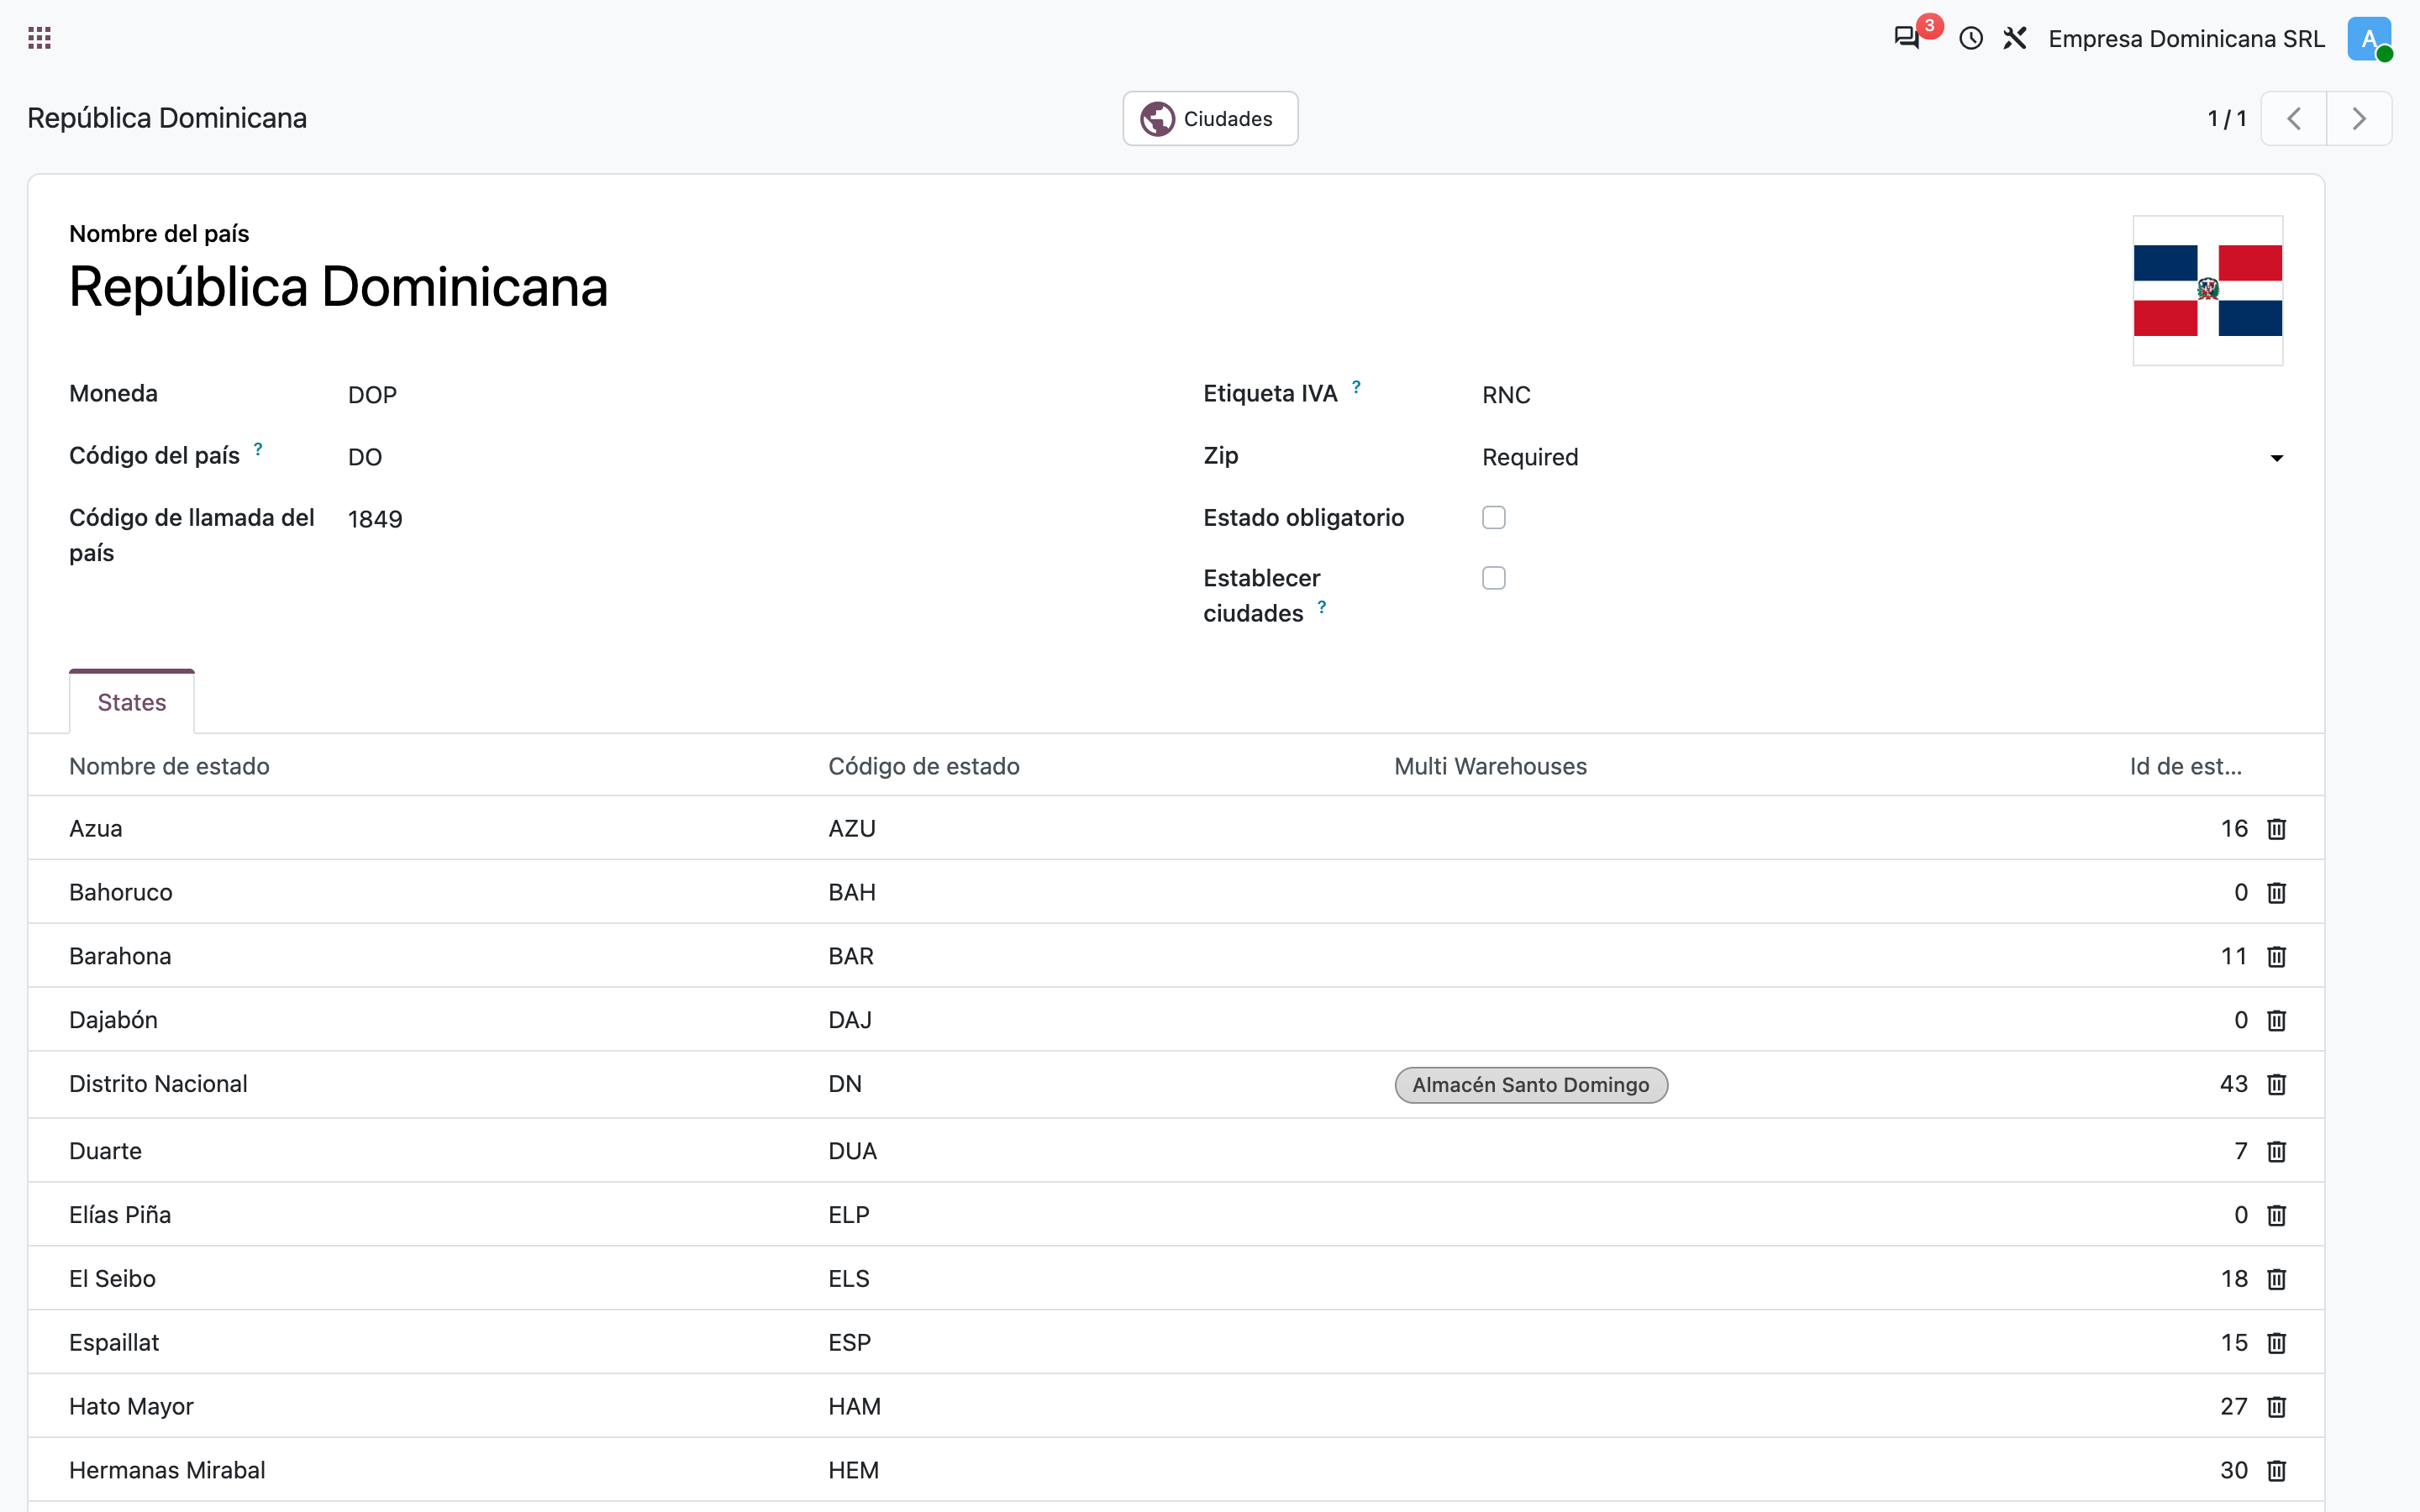 3
Empresa Dominicana SRL
A
República Dominicana
Ciudades
1 / 1
Nombre del país
República Dominicana
Moneda
DOP
Código del país ?
DO
Código de llamada del país
1849
Etiqueta IVA ?
RNC
Zip
Required
Estado obligatorio
Establecer
ciudades ?
States
Nombre de estado Código de estado Multi Warehouses Id de est...
Azua AZU 16
Bahoruco BAH 0
Barahona BAR 11
Dajabón DAJ 0
Distrito Nacional DN Almacén Santo Domingo 43
Duarte DUA 7
Elías Piña ELP 0
El Seibo ELS 18
Espaillat ESP 15
Hato Mayor HAM 27
Hermanas Mirabal HEM 30